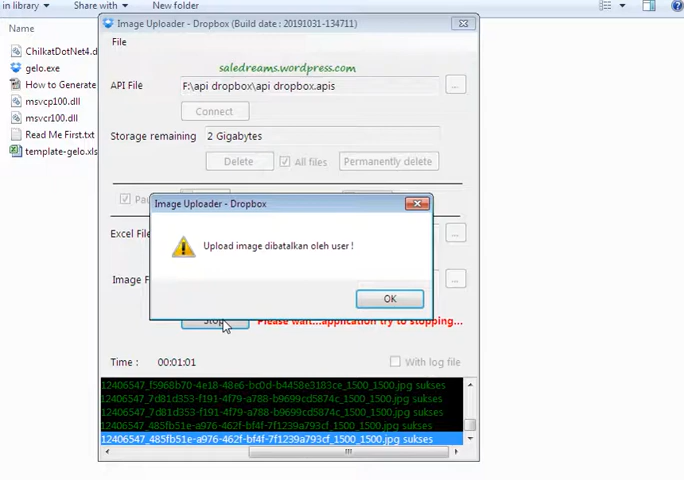 in library
Share with
New folder
Name
ChilkatDotNet4.d
gelo.exe
How to Generate
msvcp100.dll
msvcr100.dll
Read Me First.txt
template-gelo.xls
Image Uploader - Dropbox (Build date : 20191031-134711)
File
saledreams.wordpress.com
API File
F:\api dropbox\api dropbox.apis
...
Connect
Storage remaining
2 Gigabytes
Delete
All files
Permanently delete
Image Uploader - Dropbox
Excel File
...
Upload image dibatalkan oleh user !
Image F
...
OK
Stop
Please wait...application try to stopping...
Time :
00:01:01
With log file
12406547_f5968b70-4e18-48e6-bc0d-b4458e3183ce_1500_1500.jpg sukses
12406547_7d81d353-f191-4f79-a788-b9699cd5874c_1500_1500.jpg sukses
12406547_7d81d353-f191-4f79-a788-b9699cd5874c_1500_1500.jpg sukses
12406547_485fb51e-a976-462f-bf4f-7f1239a793cf_1500_1500.jpg sukses
12406547_485fb51e-a976-462f-bf4f-7f1239a793cf_1500_1500.jpg sukses